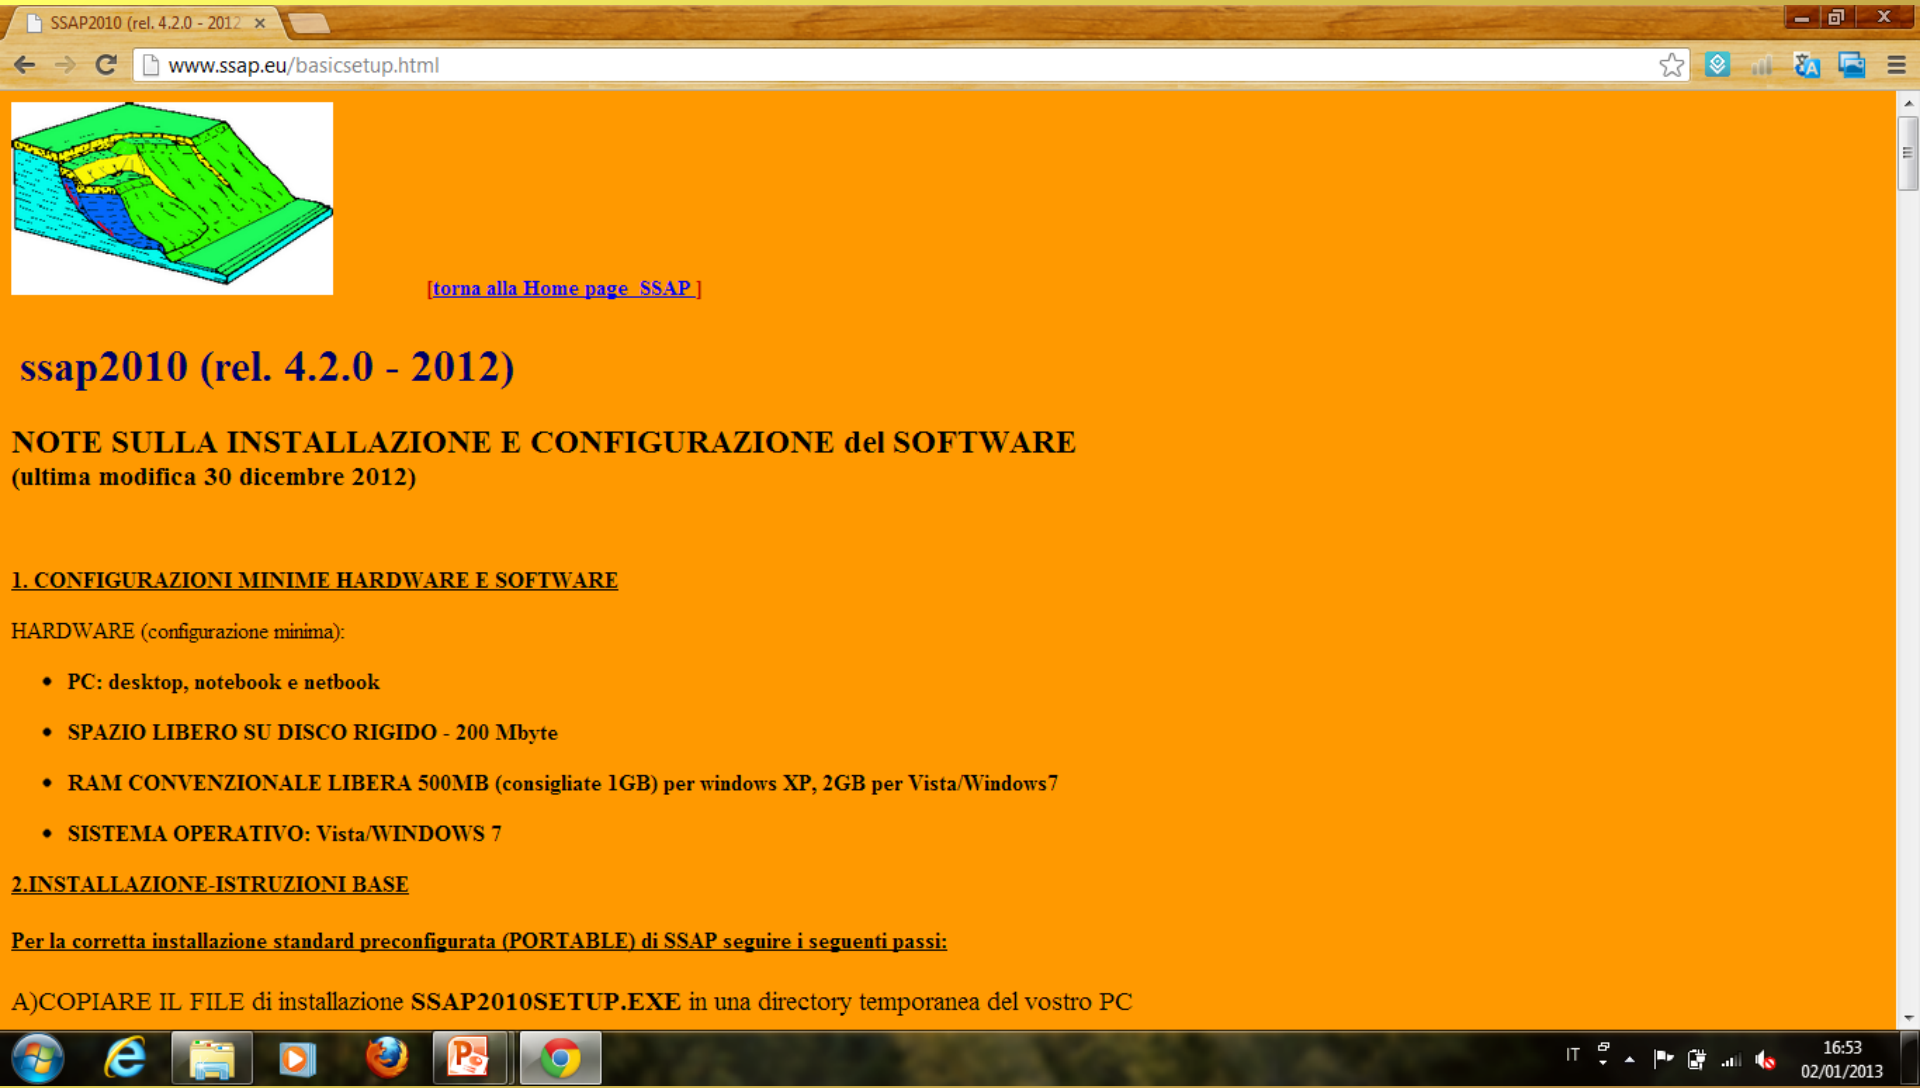 SSAP2010 (rel. 4.2.0 - 2012
www.ssap.eu/basicsetup.html
[torna alla Home page SSAP ]
ssap2010 (rel. 4.2.0 - 2012)
NOTE SULLA INSTALLAZIONE E CONFIGURAZIONE del SOFTWARE
(ultima modifica 30 dicembre 2012)
1. CONFIGURAZIONI MINIME HARDWARE E SOFTWARE
HARDWARE (configurazione minima):
• PC: desktop, notebook e netbook
• SPAZIO LIBERO SU DISCO RIGIDO - 200 Mbyte
• RAM CONVENZIONALE LIBERA 500MB (consigliate 1GB) per windows XP, 2GB per Vista/Windows7
• SISTEMA OPERATIVO: Vista/WINDOWS 7
2.INSTALLAZIONE-ISTRUZIONI BASE
Per la corretta installazione standard preconfigurata (PORTABLE) di SSAP seguire i seguenti passi:
A)COPIARE IL FILE di installazione SSAP2010SETUP.EXE in una directory temporanea del vostro PC
IT
16:53
02/01/2013